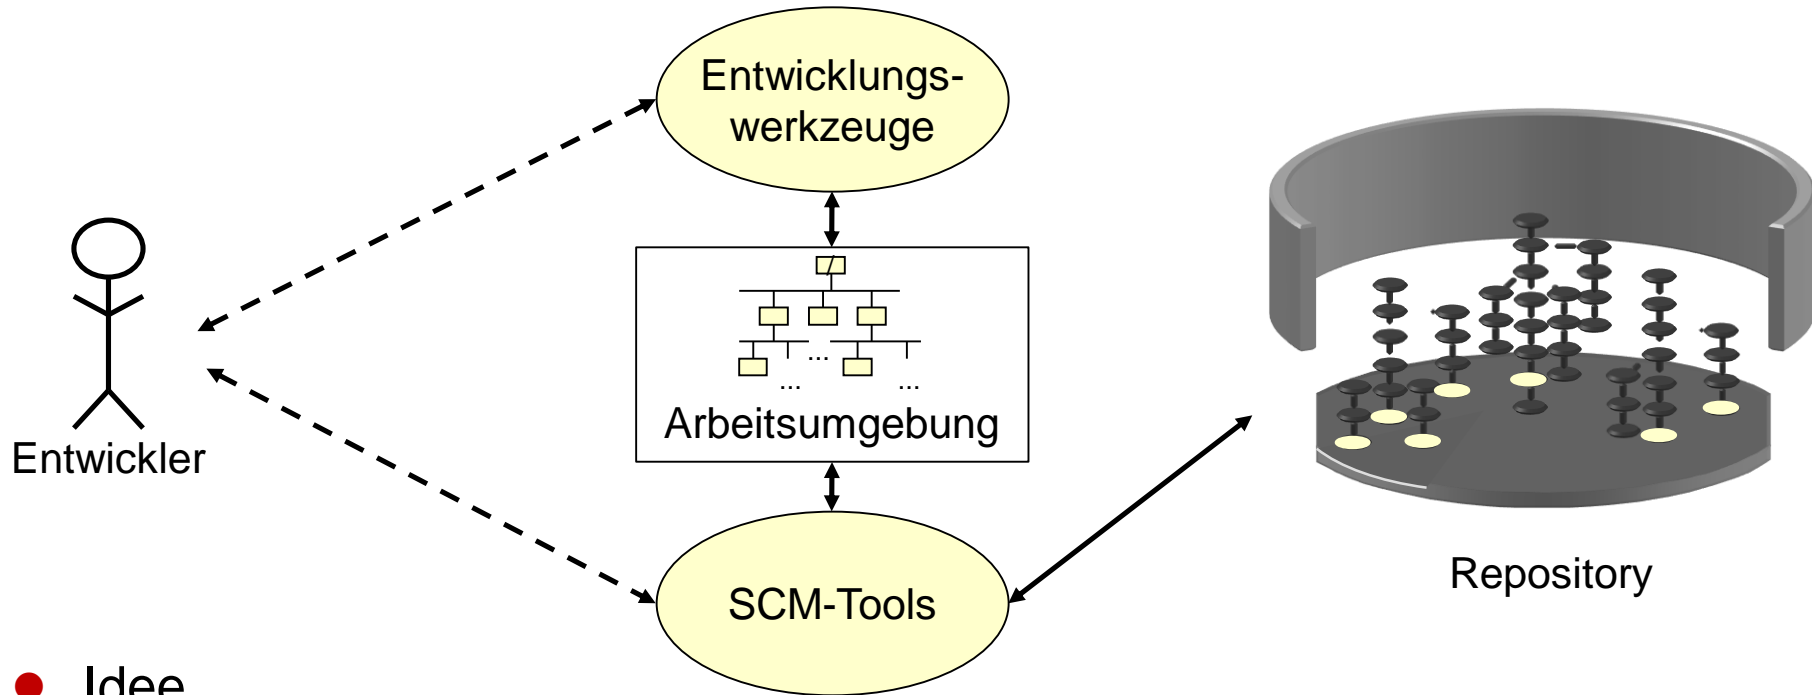 Entwicklungs-
werkzeuge
/
...
...
...
Arbeitsumgebung
Entwickler
SCM-Tools
Repository
Idee